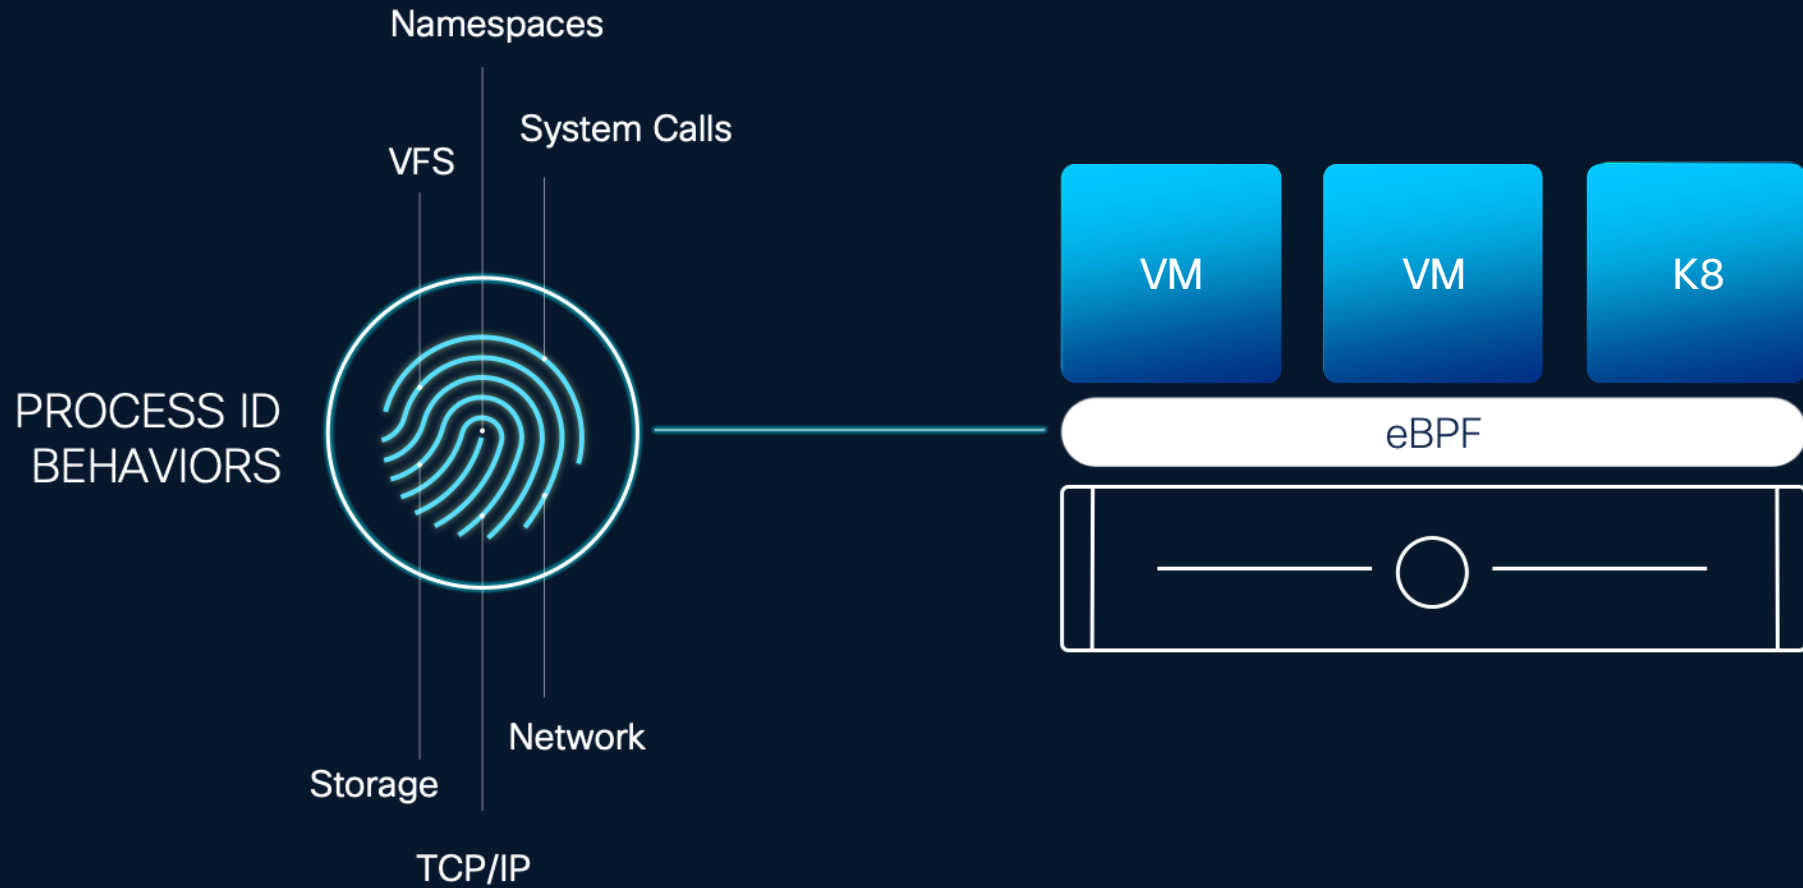 Namespaces
System Calls
VFS
PROCESS ID
BEHAVIORS
Network
Storage
TCP/IP
VM
VM
K8
eBPF